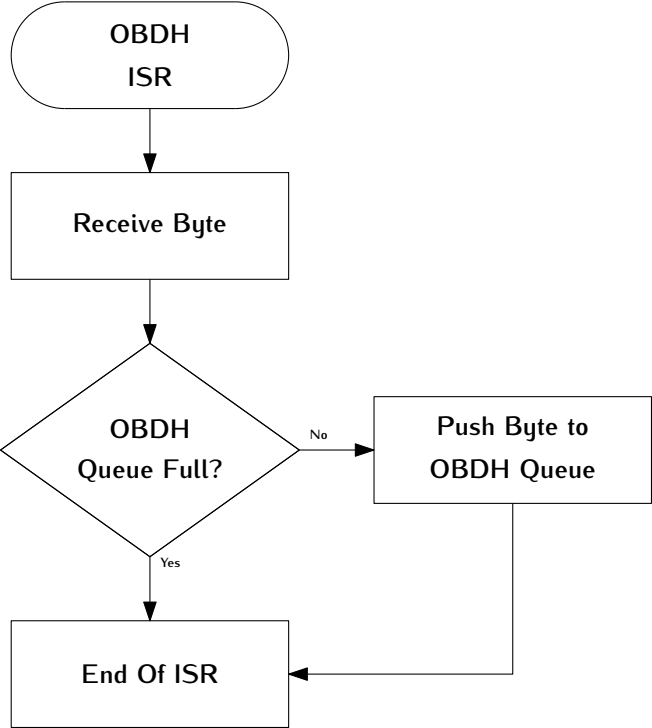 OBDH
ISR
Receive Byte
OBDH
Queue Full?
No
Push Byte to
OBDH Queue
Yes
End Of ISR